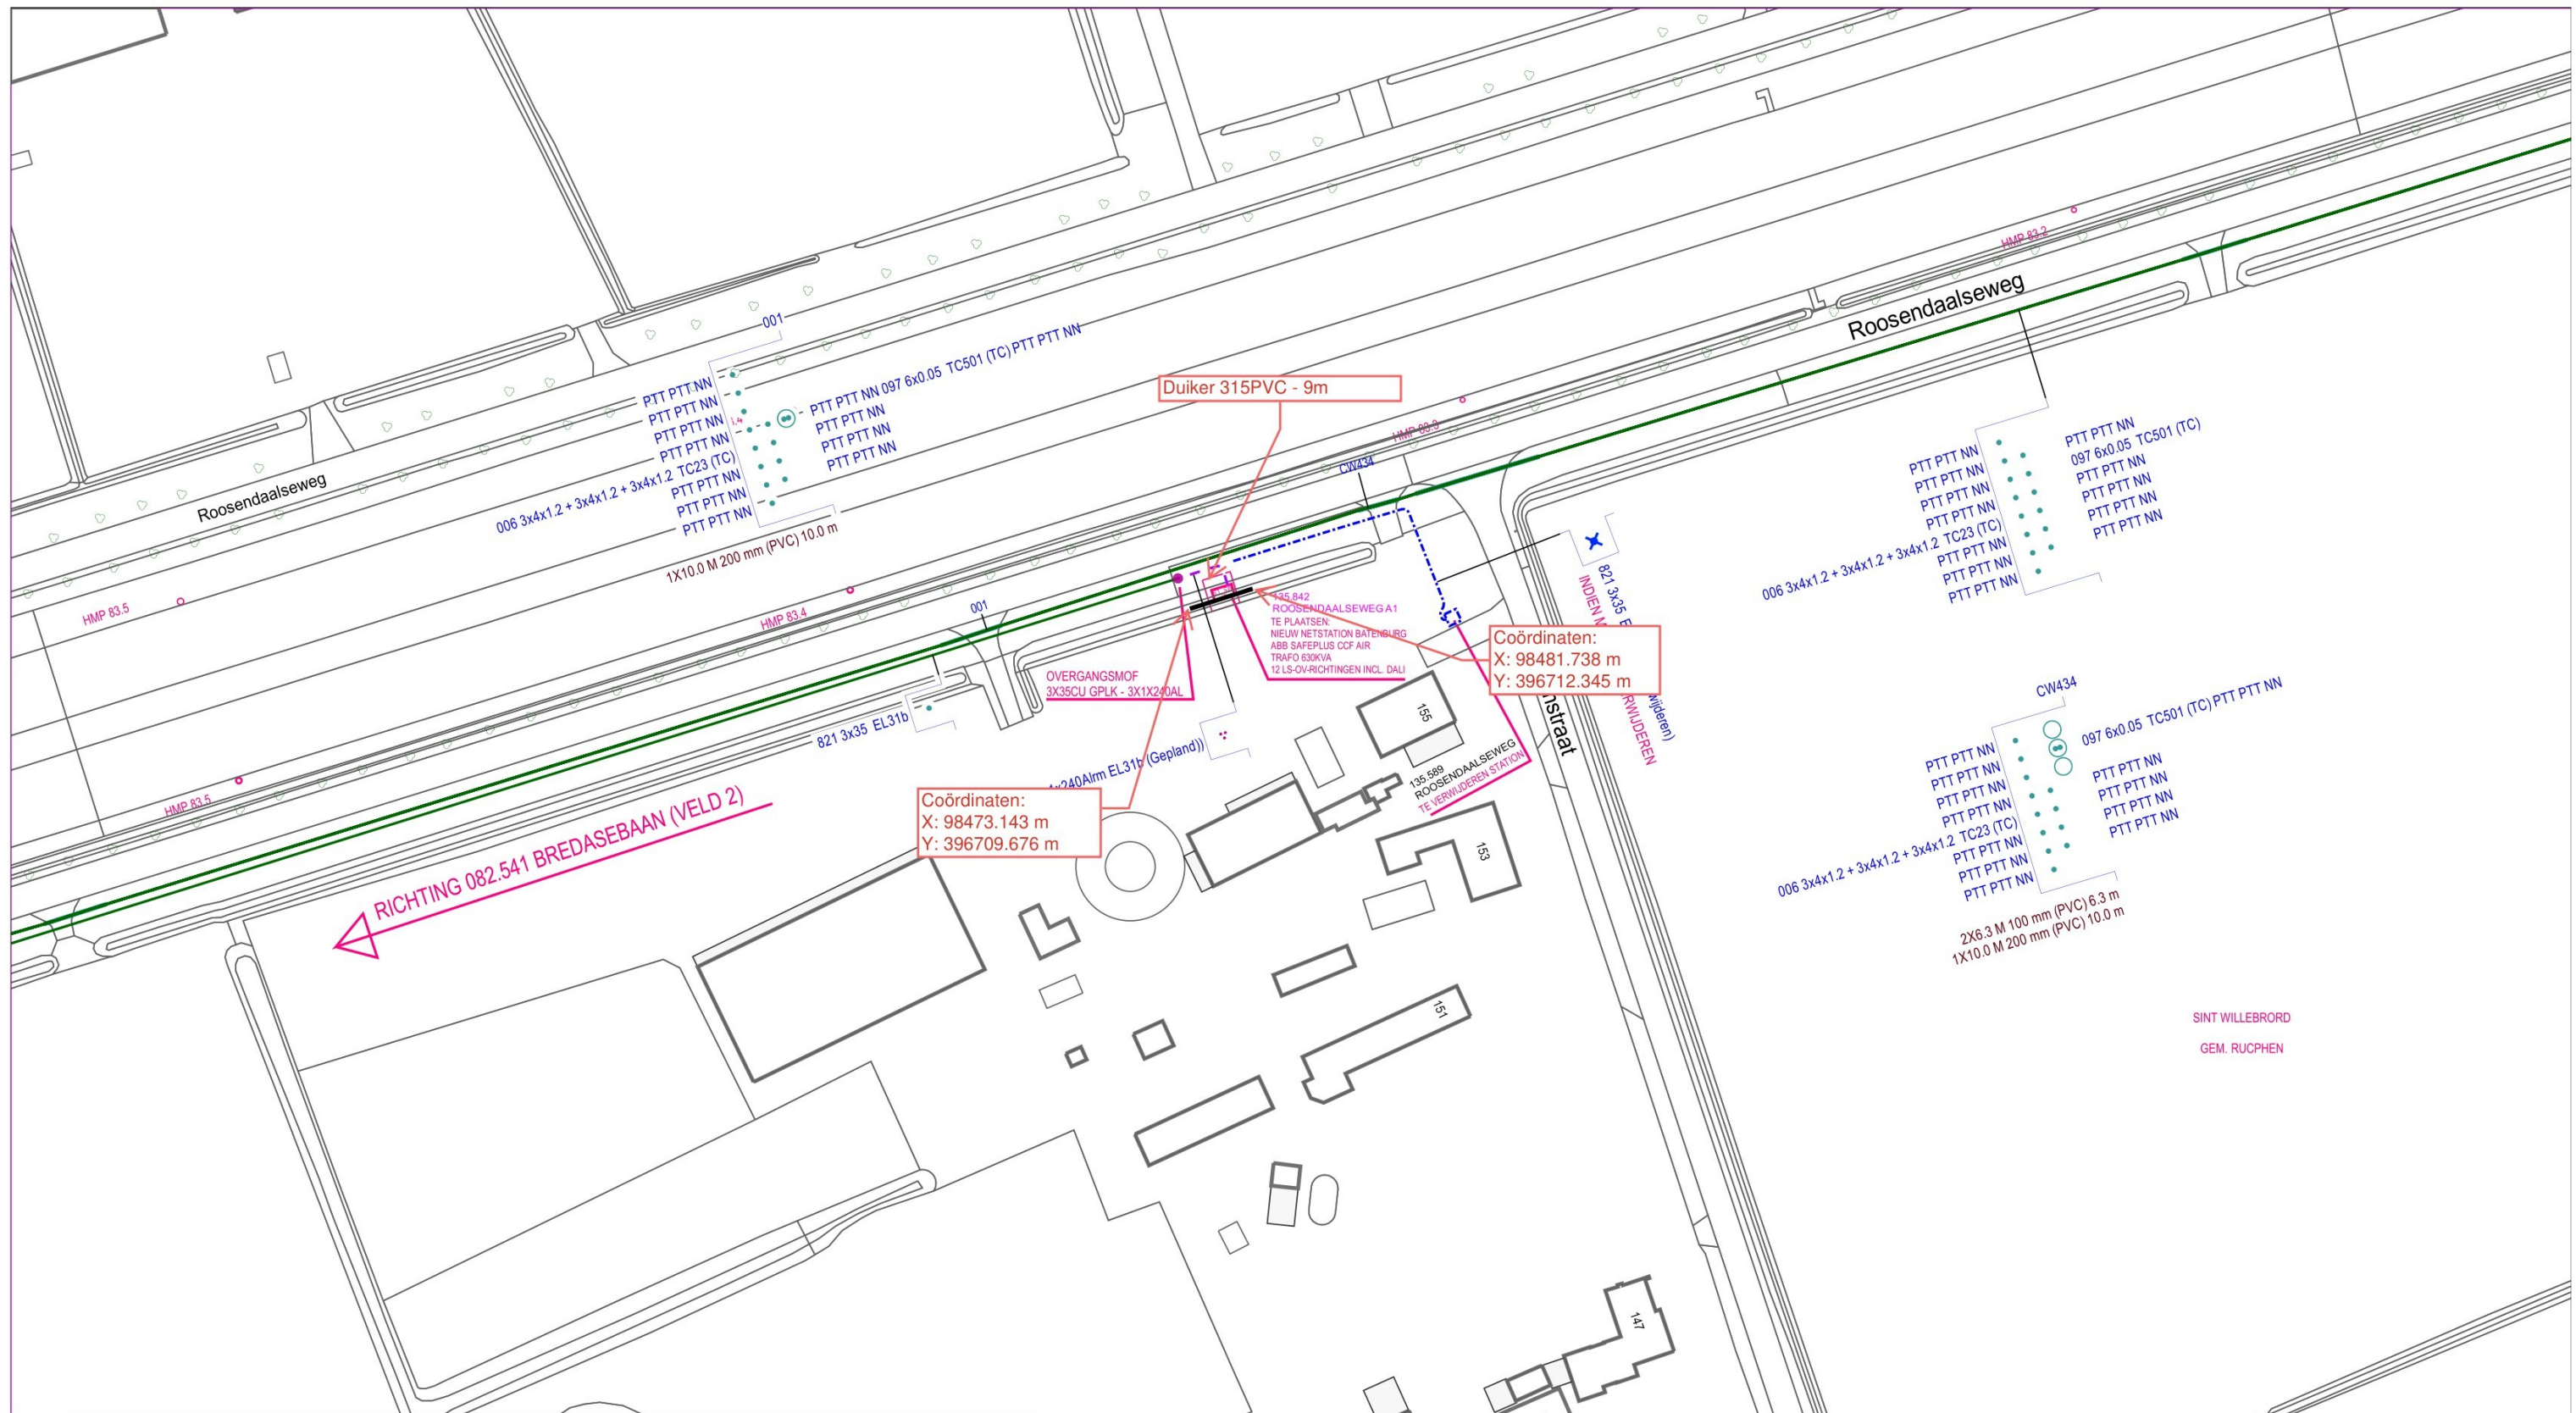 001
PTT PTT NN
PTT PTT NN
PTT PTT NN
PTT PTT NN
006 3x4x1.2 + 3x4x1.2 TC23 (TC)
PTT PTT NN
PTT PTT NN
PTT PTT NN
PTT PTT NN 097 6x0.05 TC501 (TC) PTT PTT NN
PTT PTT NN
PTT PTT NN
PTT PTT NN
1X10.0 M 200 mm (PVC) 10.0 m
Roosendaalseweg
Duiker 315PVC - 9m
HMP 83.2
Roosendaalseweg
HMP 83.3
CW434
HMP 83.5
HMP 83.4
001
HMP 83.5
135.842
ROOSENDAALSEWEG A1
TE PLAATSEN:
NIEUW NETSTATION BATENBURG
ABB SAFEPLUS CCF AIR
TRAFO 630KVA
12 LS-OV-RICHTINGEN INCL. DALI
OVERGANGSMOF
3X35CU GPLK - 3X1X240AL
Coördinaten:
X: 98481.738 m
Y: 396712.345 m
821 3x35
INDIEN
RWIJDEREN
wijderen)
nstraat
821 3x35 EL31b
x240Alrm EL31b (Gepland))
Coördinaten:
X: 98473.143 m
Y: 396709.676 m
RICHTING 082.541 BREDASEBAAN (VELD 2)
155
135.589
ROOSENDAALSEWEG
TE VERWIJDEREN STATION
153
151
147
PTT PTT NN
PTT PTT NN
PTT PTT NN
PTT PTT NN
006 3x4x1.2 + 3x4x1.2 + 3x4x1.2 TC23 (TC)
PTT PTT NN
PTT PTT NN
PTT PTT NN
PTT PTT NN
097 6x0.05 TC501 (TC)
PTT PTT NN
PTT PTT NN
PTT PTT NN
PTT PTT NN
CW434
PTT PTT NN
PTT PTT NN
PTT PTT NN
PTT PTT NN
006 3x4x1.2 + 3x4x1.2 + 3x4x1.2 TC23 (TC)
PTT PTT NN
PTT PTT NN
PTT PTT NN
097 6x0.05 TC501 (TC) PTT PTT NN
PTT PTT NN
PTT PTT NN
PTT PTT NN
PTT PTT NN
2X6.3 M 100 mm (PVC) 6.3 m
1X10.0 M 200 mm (PVC) 10.0 m
SINT WILLEBRORD
GEM. RUCPHEN